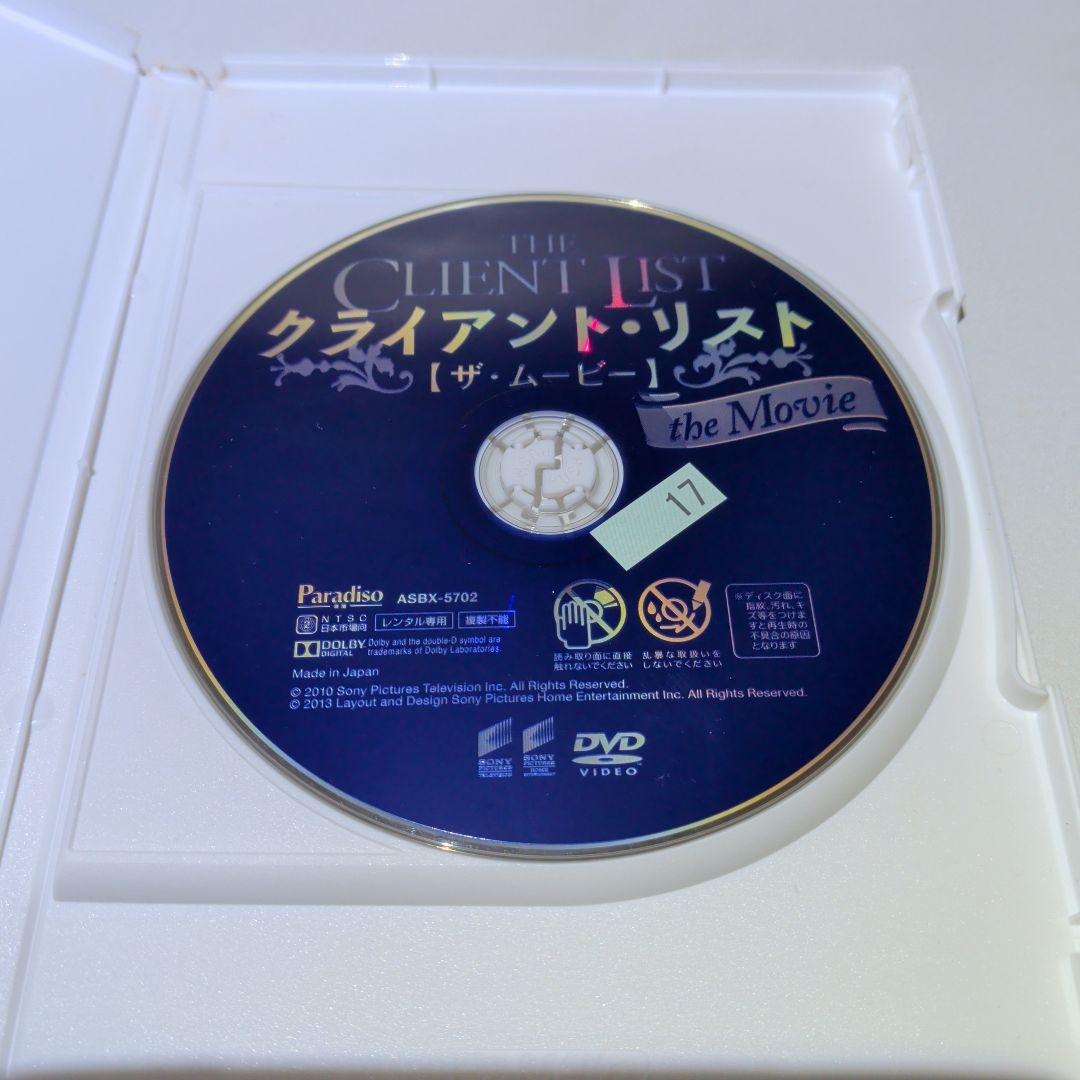 THE
CLIENT LIST
クライアント・リスト
【ザ・ムービー】
the Movie
17
Paradiso
ASBX-5702
NTSC
日本市場向
レンタル専用
複製不能
DOLBY
DIGITAL
Dolby and the double-D symbol are
trademarks of Dolby Laboratories.
読み取り面に直接
触れないでください
乱暴な取扱いを
しないでください
※ディスク面に
指紋、汚れ、キ
ズ等をつけま
すと再生時の
不具合の原因
となります
Made in Japan
© 2010 Sony Pictures Television Inc. All Rights Reserved.
© 2013 Layout and Design Sony Pictures Home Entertainment Inc. All Rights Reserved.
SONY
PICTURES
TELEVISION
SONY
PICTURES
HOME
ENTERTAINMENT
DVD
VIDEO